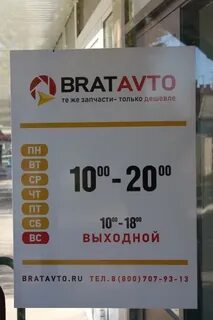 BRATAVTO
те же запчасти- только дешевле
ПН
ВТ
СР
ЧТ
ПТ
СБ
ВС
10⁰⁰-20⁰⁰
10⁰⁰-18⁰⁰
ВЫХОДНОЙ
BRATAVTO.RU ТЕЛ.8(800)707-93-13